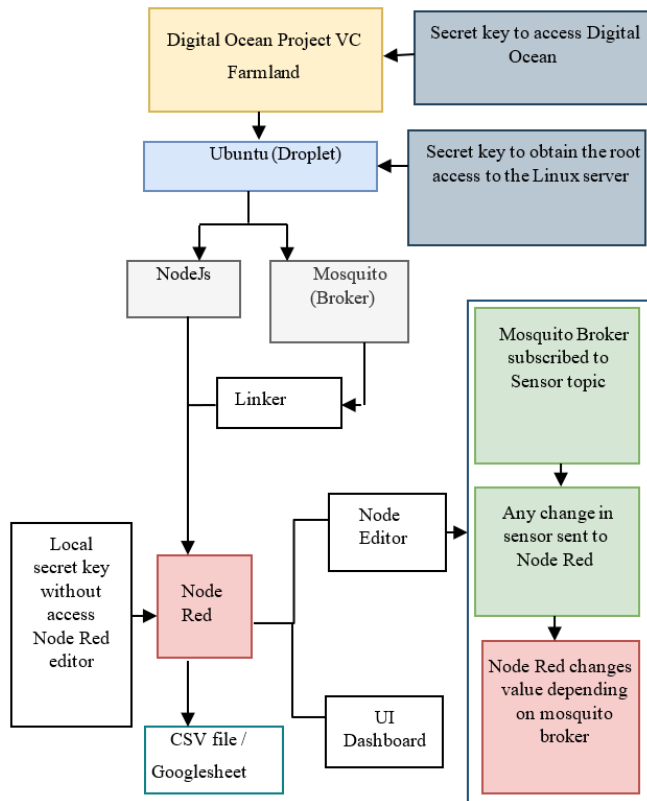 Digital Ocean Project VC
Farmland
Secret key to access Digital
Ocean
Ubuntu (Droplet)
Secret key to obtain the root
access to the Linux server
NodeJs
Mosquito
(Broker)
Linker
Mosquito Broker
subscribed to
Sensor topic
Node
Editor
Any change in
sensor sent to
Node Red
Local
secret key
without
access
Node Red
editor
Node
Red
Node Red changes
value depending
on mosquito
broker
UI
Dashboard
CSV file /
Googlesheet